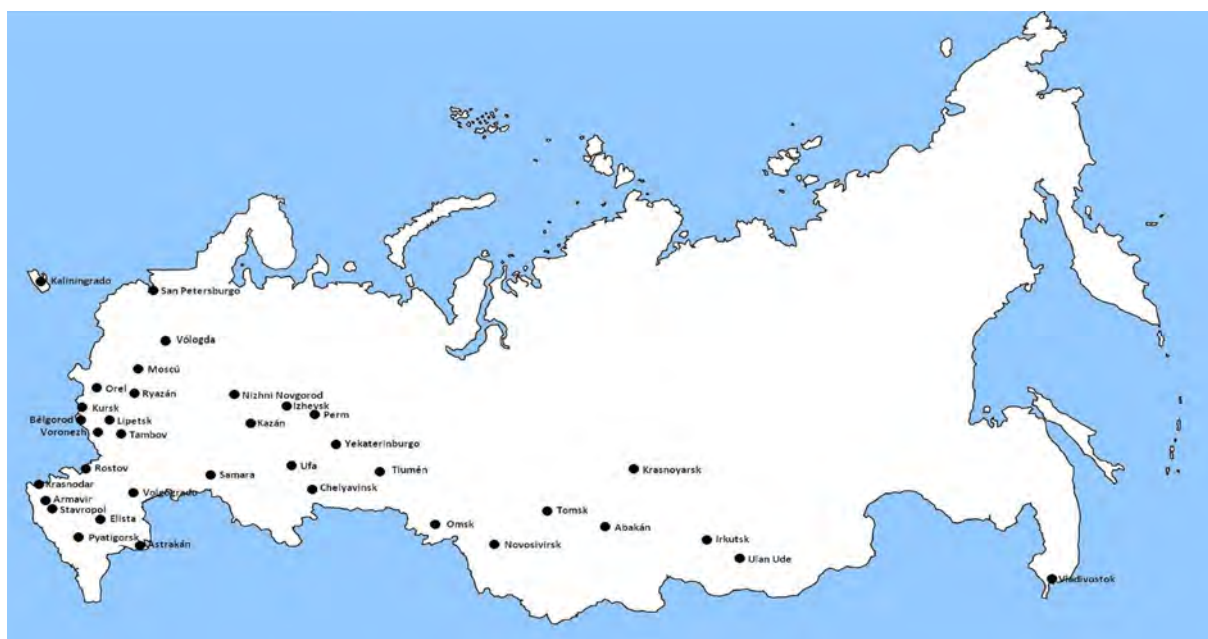 Kaliningrado
San Petersburgo
Vólogda
Moscú
Orel
Ryazán
Nizhni Novgorod
Izhevsk
Kursk
Perm
Bélgorod
Lipetsk
Kazán
Voronezh
Tambov
Yekaterinburgo
Rostov
Ufa
Krasnoyarsk
Samara
Tiumén
Krasnodar
Chelyavinsk
Volgogrado
Armavir
Stavropol
Tomsk
Elista
Omsk
Abakán
Pyatigorsk
Irkutsk
Astrakán
Novosivirsk
Ulan Ude
Vladivostok